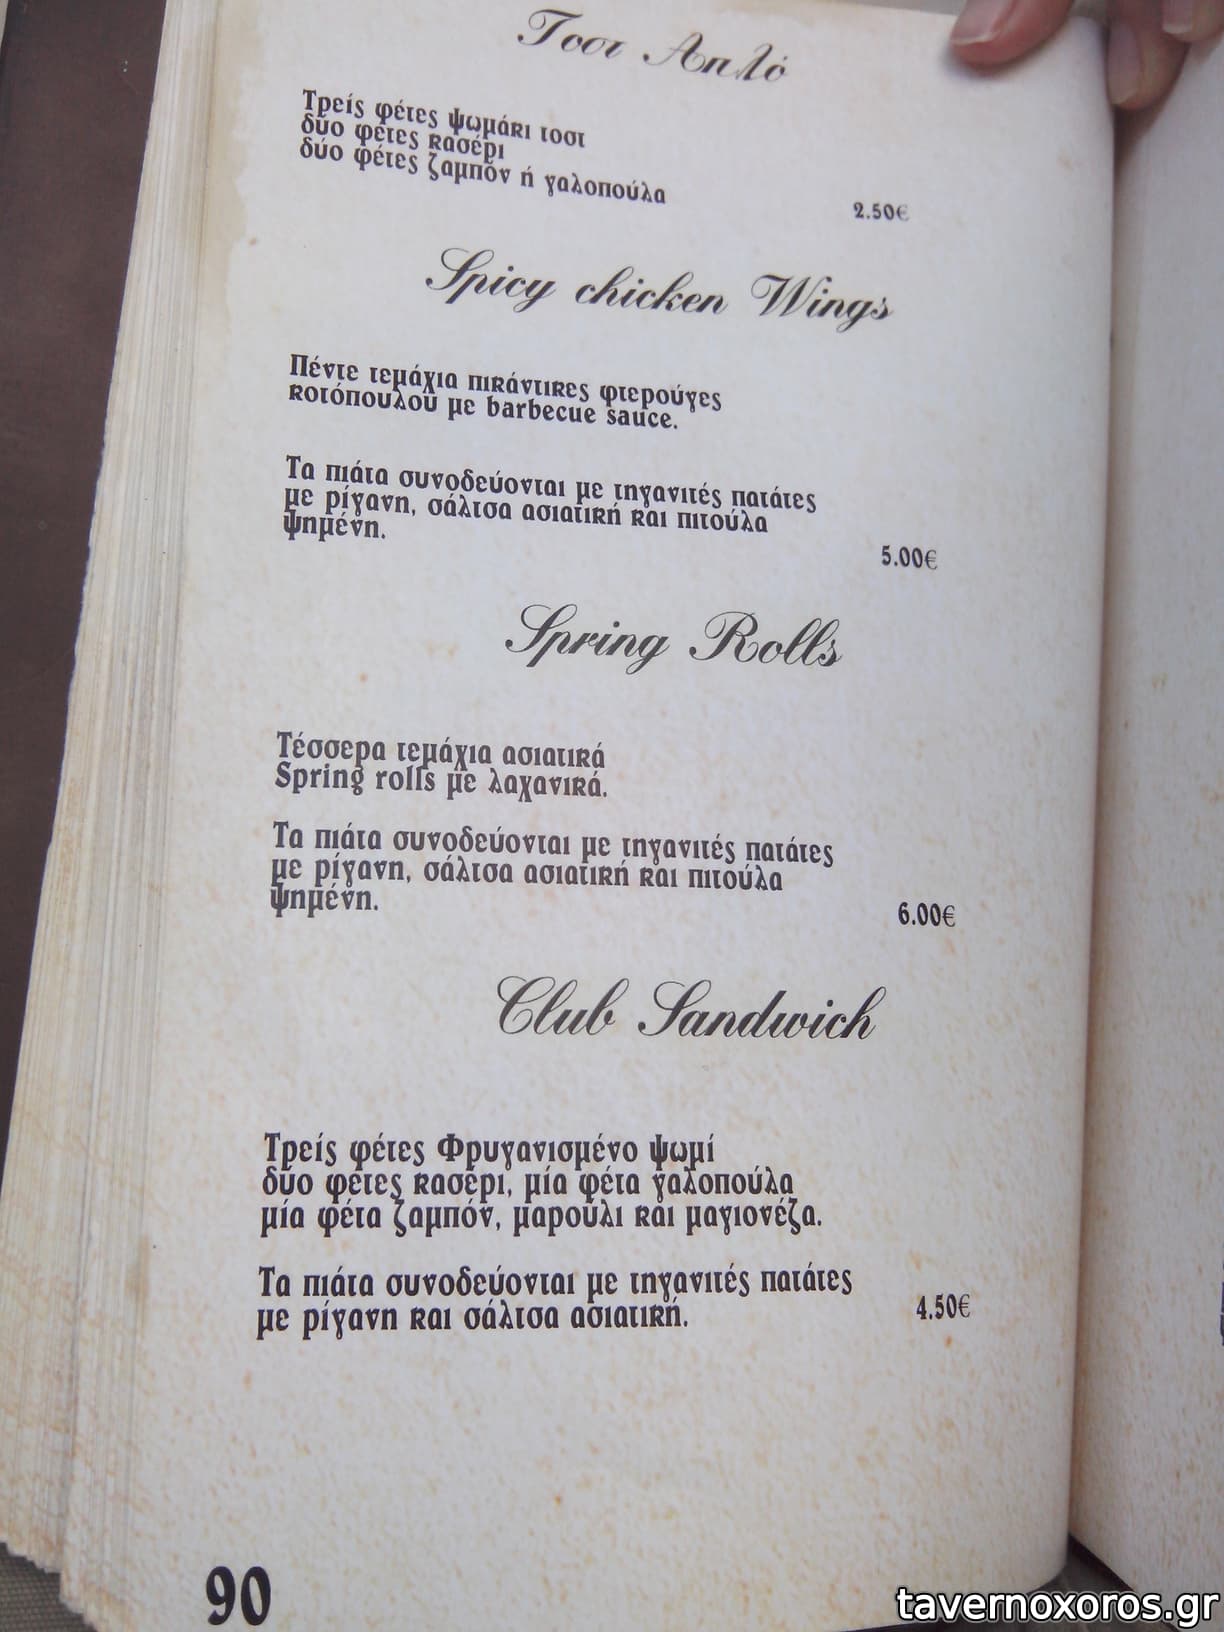 Τοστ Απλό
Τρείς φέτες ψωμάκι τοστ
δύο φέτες κασέρι
δύο φέτες ζαμπόν ή γαλοπούλα
2.50€
Spicy chicken Wings
Πέντε τεμάχια πικάντικες φτερούγες
κοτόπουλου με barbecue sauce.
Τα πιάτα συνοδεύονται με τηγανιτές πατάτες
με ρίγανη, σάλτσα ασιατική και πιτούλα
ψημένη.
5.00€
Spring Rolls
Τέσσερα τεμάχια ασιατικά
Spring rolls με λαχανικά.
Τα πιάτα συνοδεύονται με τηγανιτές πατάτες
με ρίγανη, σάλτσα ασιατική και πιτούλα
ψημένη.
6.00€
Club Sandwich
Τρείς φέτες Φρυγανισμένο ψωμί
δύο φέτες κασέρι, μία φέτα γαλοπούλα
μία φέτα ζαμπόν, μαρούλι και μαγιονέζα.
Τα πιάτα συνοδεύονται με τηγανιτές πατάτες
με ρίγανη και σάλτσα ασιατική.
4.50€
90
tavernoxoros.gr